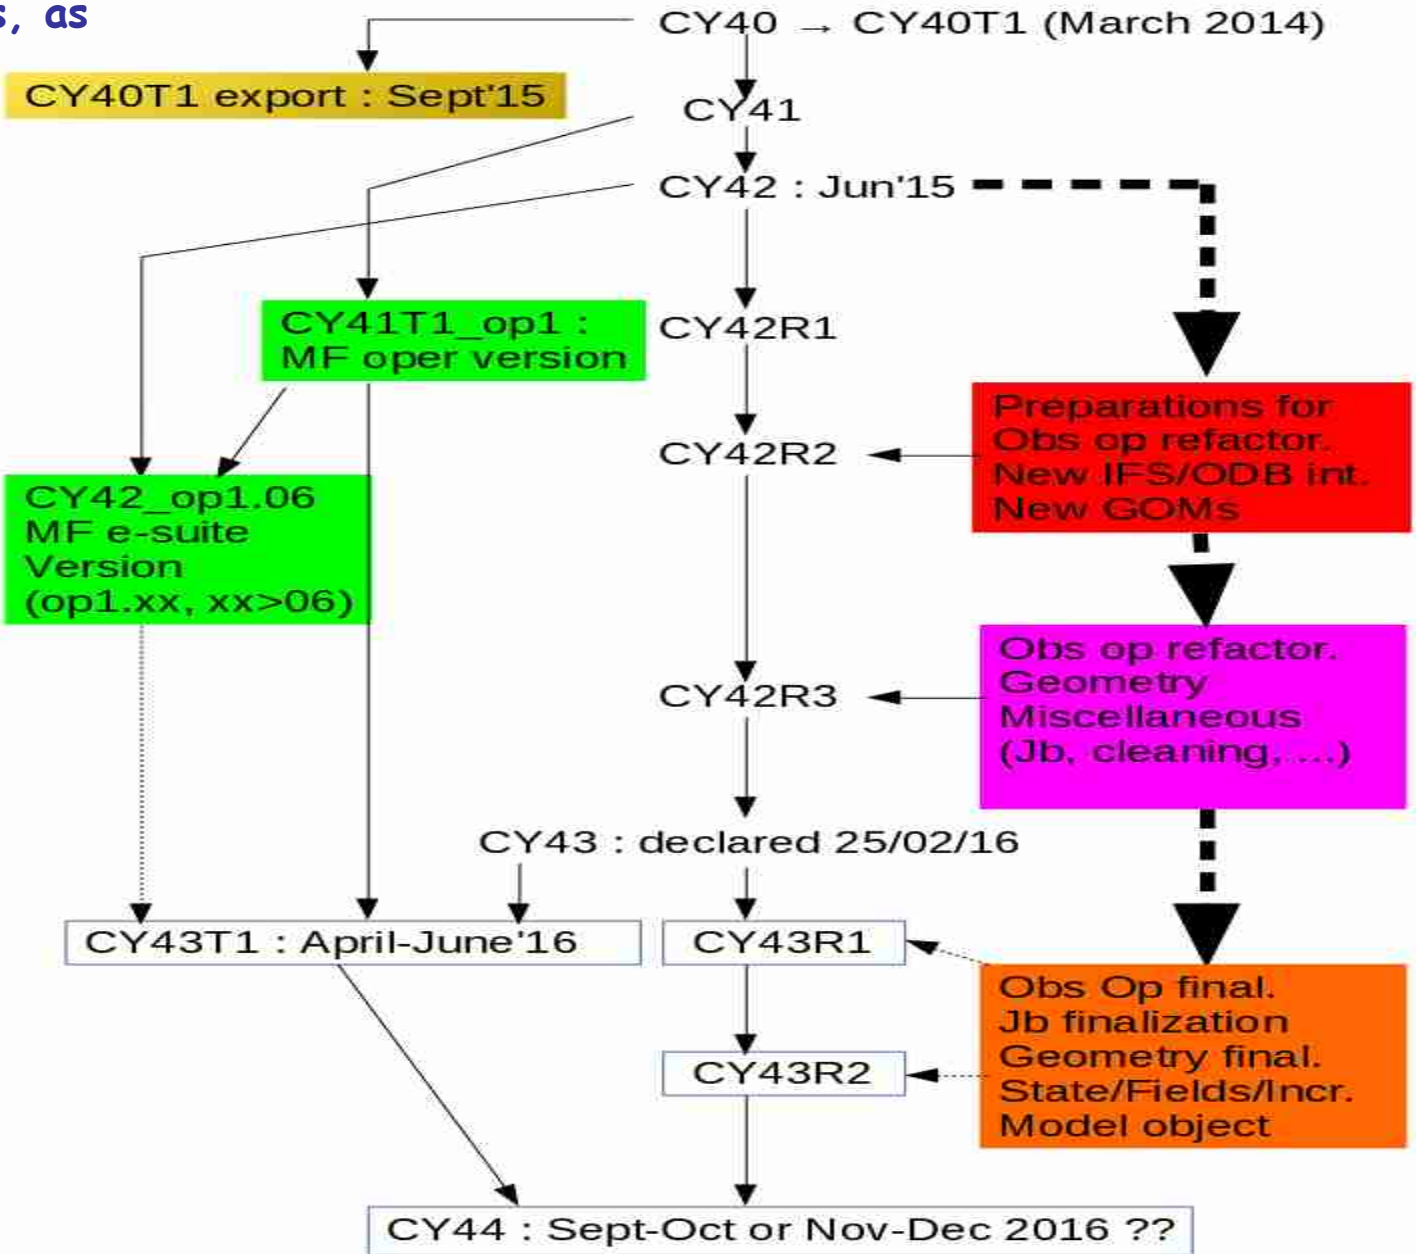 s, as
CY40 → CY40T1 (March 2014)
CY40T1 export : Sept'15
CY41
CY42 : Jun'15
CY41T1_op1 :
MF oper version
CY42R1
Preparations for
Obs op refactor.
New IFS/ODB int.
New GOMs
CY42R2
CY42_op1.06
MF e-suite
Version
(op1.xx, xx>06)
Obs op refactor.
Geometry
Miscellaneous
(Jb, cleaning, ...)
CY42R3
CY43 : declared 25/02/16
CY43T1 : April-June'16
CY43R1
Obs Op final.
Jb finalization
Geometry final.
State/Fields/Incr.
Model object
CY43R2
CY44 : Sept-Oct or Nov-Dec 2016 ??